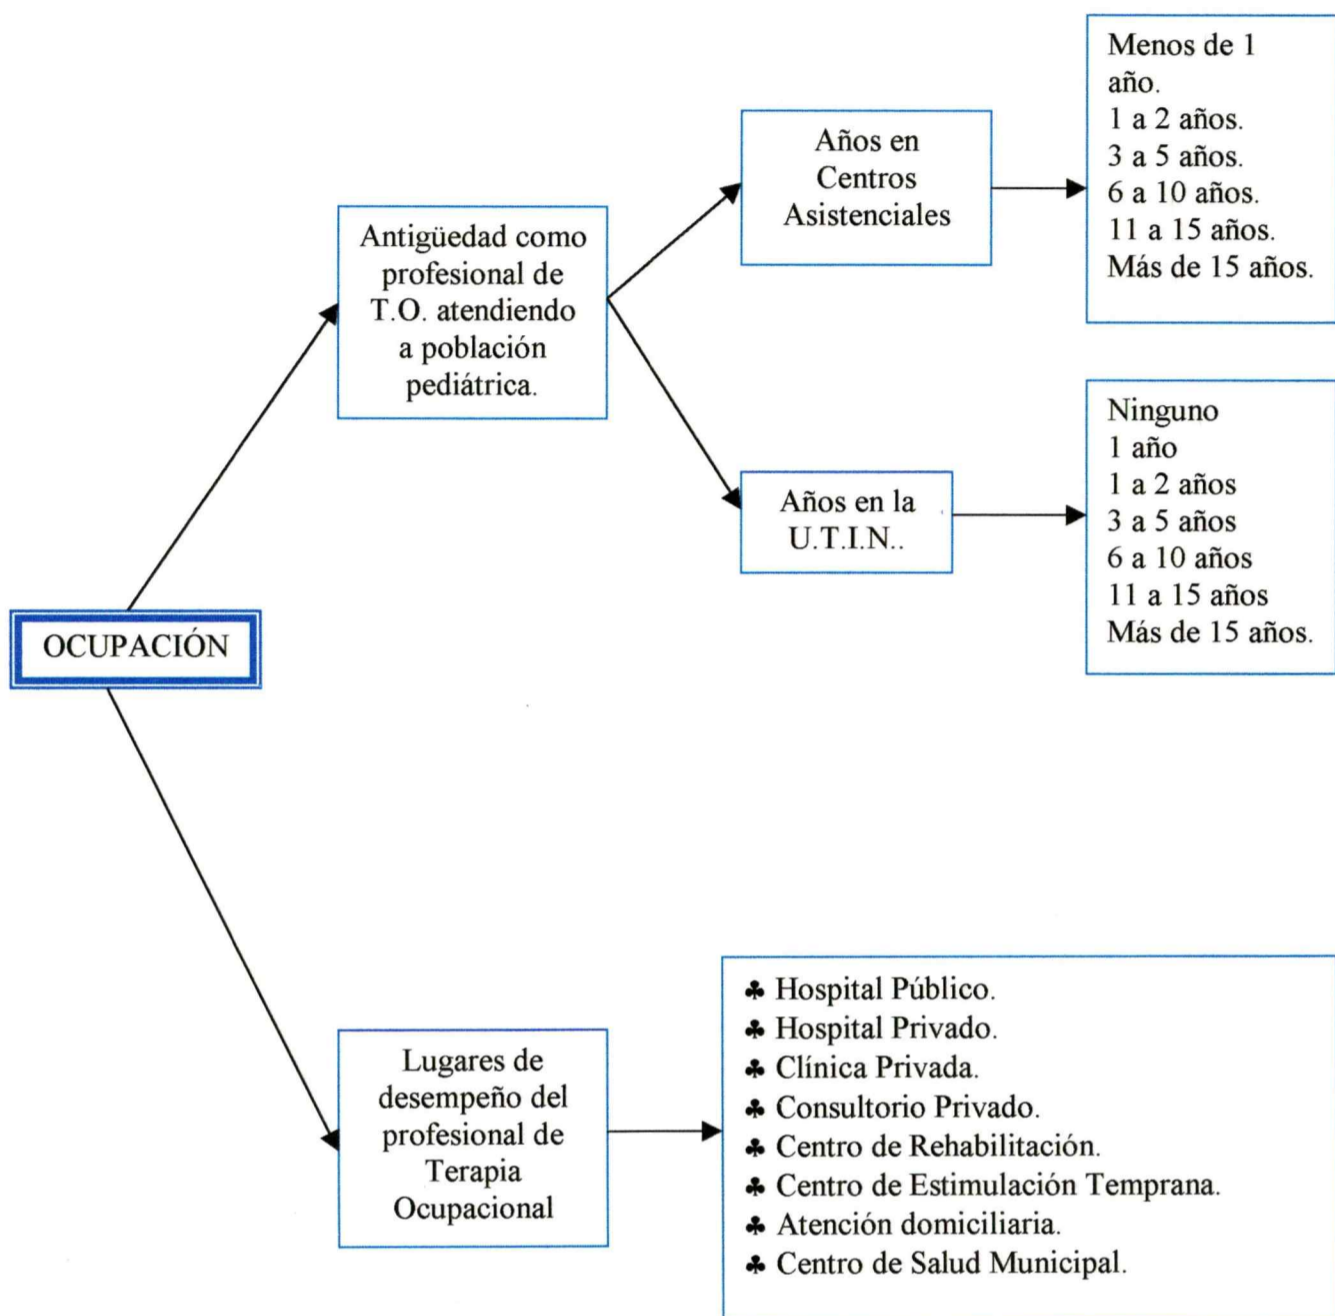 Menos de 1
año.
1 a 2 años.
3 a 5 años.
6 a 10 años.
11 a 15 años.
Más de 15 años.
Años en
Centros
Asistenciales
Antigüedad como
profesional de
T.O. atendiendo
a población
pediátrica.
Ninguno
1 año
1 a 2 años
3 a 5 años
6 a 10 años
11 a 15 años
Más de 15 años.
Años en la
U.T.I.N..
OCUPACIÓN
Lugares de
desempeño del
profesional de
Terapia
Ocupacional
♣ Hospital Público.
♣ Hospital Privado.
♣ Clínica Privada.
♣ Consultorio Privado.
♣ Centro de Rehabilitación.
♣ Centro de Estimulación Temprana.
♣ Atención domiciliaria.
♣ Centro de Salud Municipal.